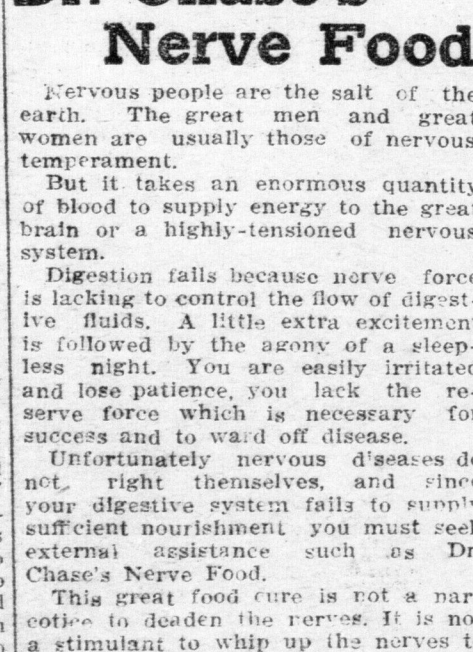 Dr. Chase's
Nerve Food
Nervous people are the salt of the
earth. The great men and great
women are usually those of nervous
temperament.
But it takes an enormous quantity
of blood to supply energy to the great
brain or a highly-tensioned nervous
system.
Digestion fails because nerve force
is lacking to control the flow of digest-
ive fluids. A little extra excitement
is followed by the agony of a sleep-
less night. You are easily irritated
and lose patience, you lack the re-
serve force which is necessary for
success and to ward off disease.
Unfortunately nervous diseases do
not right themselves, and since
your digestive system fails to supply
sufficient nourishment you must seek
external assistance such as Dr
Chase's Nerve Food.
This great food cure is not a nar-
cotic to deaden the nerves. It is no
a stimulant to whip up the nerves t